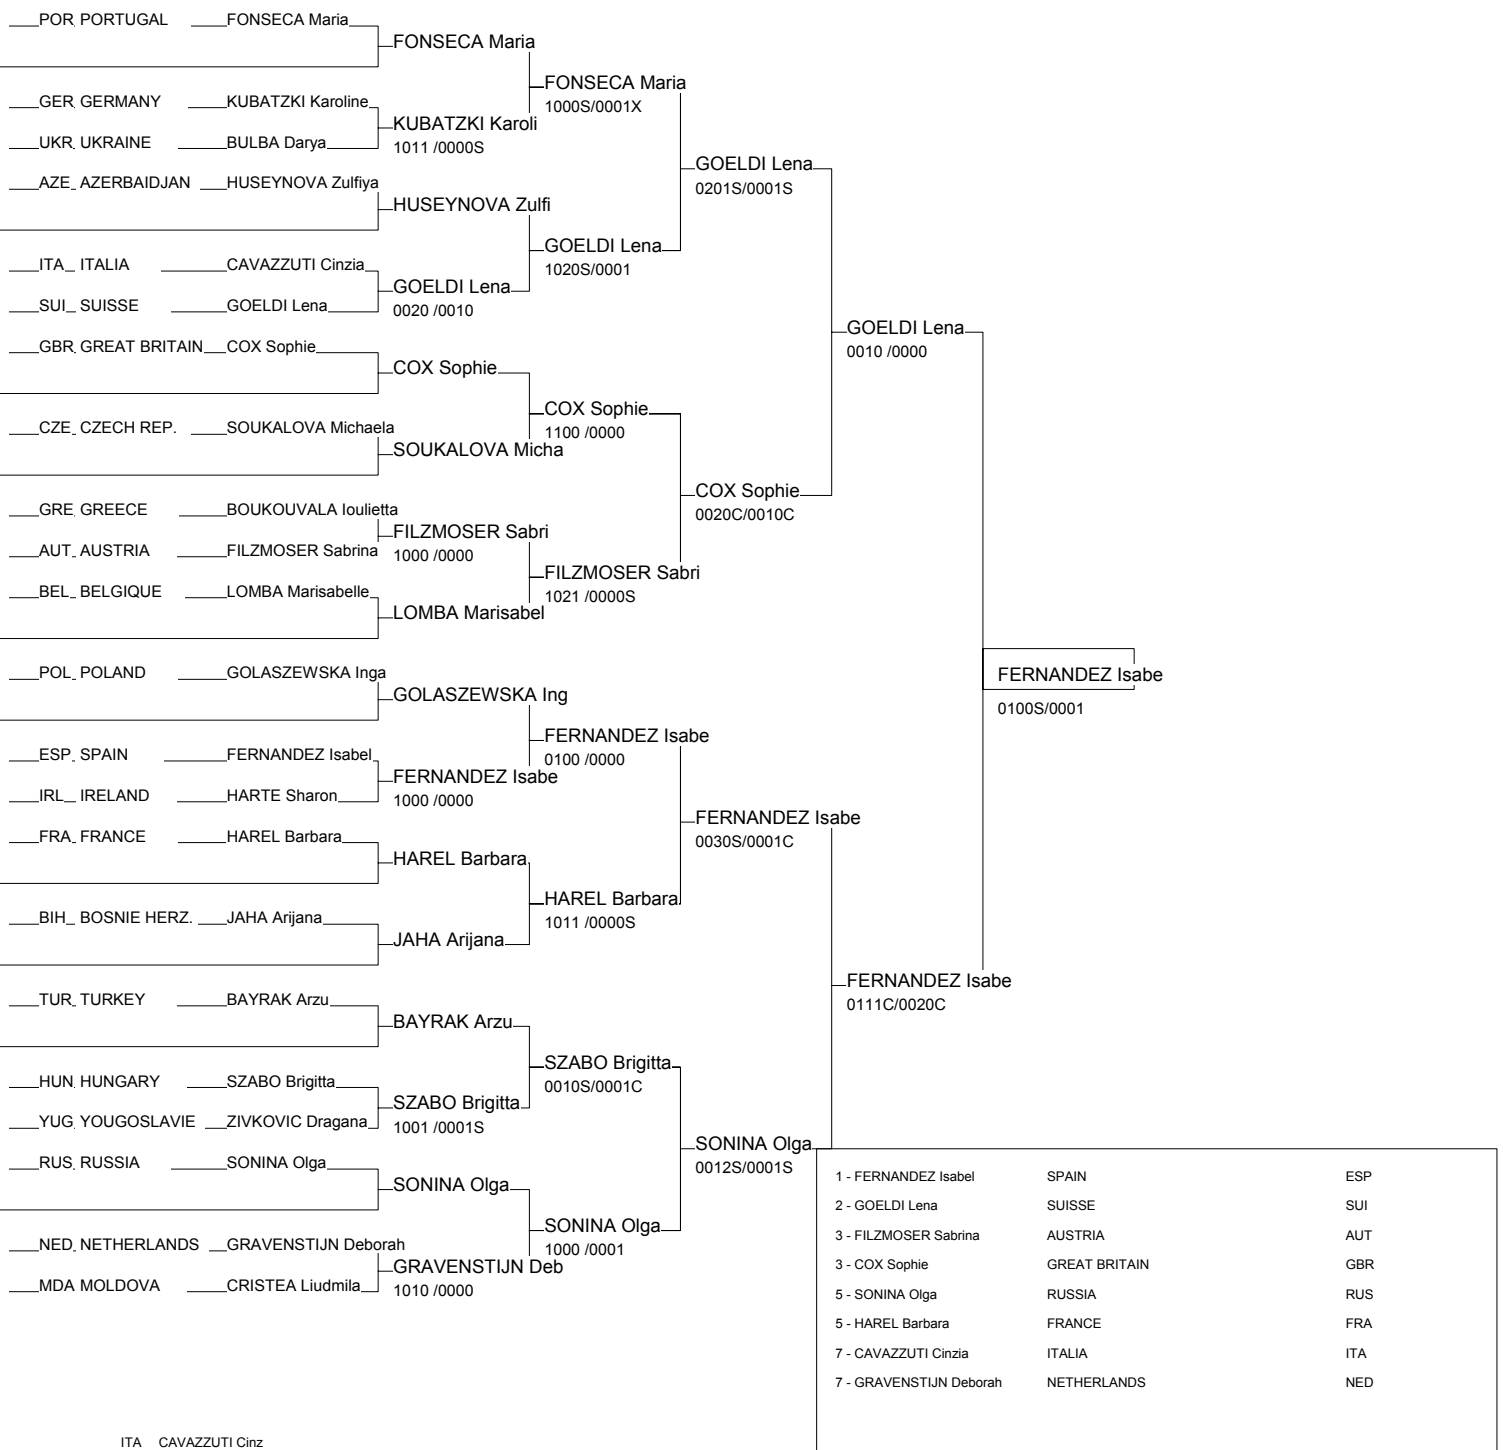 POR PORTUGAL FONSECA Maria
FONSECA Maria
FONSECA Maria
1000S/0001X
GER GERMANY KUBATZKI Karoline
KUBATZKI Karoli
1011 /0000S
UKR UKRAINE BULBA Darya
GOELDI Lena
0201S/0001S
AZE AZERBAIDJAN HUSEYNOVA Zulfiya
HUSEYNOVA Zulfi
GOELDI Lena
1020S/0001
ITA ITALIA CAVAZZUTI Cinzia
GOELDI Lena
0020 /0010
SUI SUISSE GOELDI Lena
GOELDI Lena
0010 /0000
GBR GREAT BRITAIN COX Sophie
COX Sophie
COX Sophie
1100 /0000
CZE CZECH REP. SOUKALOVA Michaela
SOUKALOVA Micha
COX Sophie
0020C/0010C
GRE GREECE BOUKOUVALA Ioulietta
FILZMOSER Sabri
1000 /0000
AUT AUSTRIA FILZMOSER Sabrina
FILZMOSER Sabri
1021 /0000S
BEL BELGIQUE LOMBA Marisabelle
LOMBA Marisabel
POL POLAND GOLASZEWSKA Inga
FERNANDEZ Isabe
0100S/0001
GOLASZEWSKA Ing
FERNANDEZ Isabe
0100 /0000
ESP SPAIN FERNANDEZ Isabel
FERNANDEZ Isabe
1000 /0000
IRL IRELAND HARTE Sharon
FERNANDEZ Isabe
0030S/0001C
FRA FRANCE HAREL Barbara
HAREL Barbara
HAREL Barbara
1011 /0000S
BIH BOSNIE HERZ. JAHA Arijana
JAHA Arijana
FERNANDEZ Isabe
0111C/0020C
TUR TURKEY BAYRAK Arzu
BAYRAK Arzu
SZABO Brigitta
0010S/0001C
HUN HUNGARY SZABO Brigitta
SZABO Brigitta
1001 /0001S
YUG YOUGOSLAVIE ZIVKOVIC Dragana
SONINA Olga
0012S/0001S
RUS RUSSIA SONINA Olga
SONINA Olga
SONINA Olga
1000 /0001
NED NETHERLANDS GRAVENSTIJN Deborah
GRAVENSTIJN Deb
1010 /0000
MDA MOLDOVA CRISTEA Liudmila
1 - FERNANDEZ Isabel SPAIN ESP
2 - GOELDI Lena SUISSE SUI
3 - FILZMOSER Sabrina AUSTRIA AUT
3 - COX Sophie GREAT BRITAIN GBR
5 - SONINA Olga RUSSIA RUS
5 - HAREL Barbara FRANCE FRA
7 - CAVAZZUTI Cinzia ITALIA ITA
7 - GRAVENSTIJN Deborah NETHERLANDS NED
ITA CAVAZZUTI Cinz